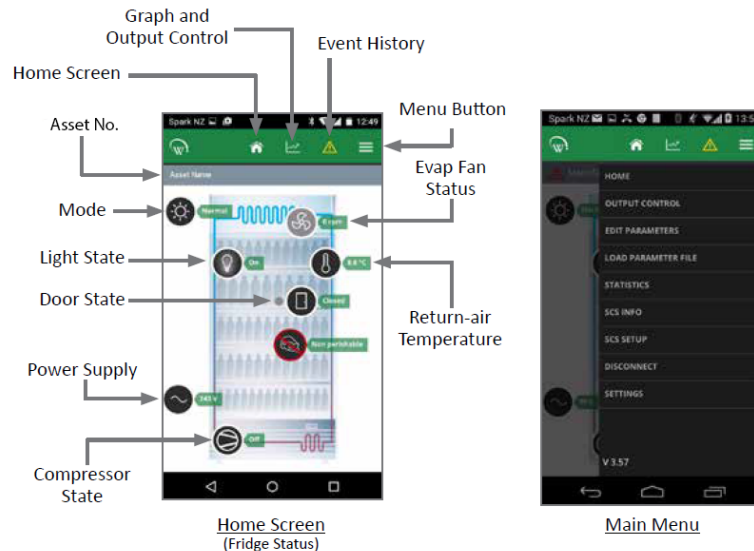 Graph and
Output Control
Event History
Home Screen
Menu Button
Asset No.
Evap Fan
Status
Mode
Light State
Door State
Return-air
Temperature
Power Supply
Compressor
State
Spark NZ
12:49
Asset Name
Normal
0 rpm
On
Closed
Non perishable
243 V
Off
Home Screen
(Fridge Status)
Spark NZ
HOME
OUTPUT CONTROL
EDIT PARAMETERS
LOAD PARAMETER FILE
STATISTICS
SCS INFO
SCS SETUP
DISCONNECT
SETTINGS
V 3.57
Main Menu